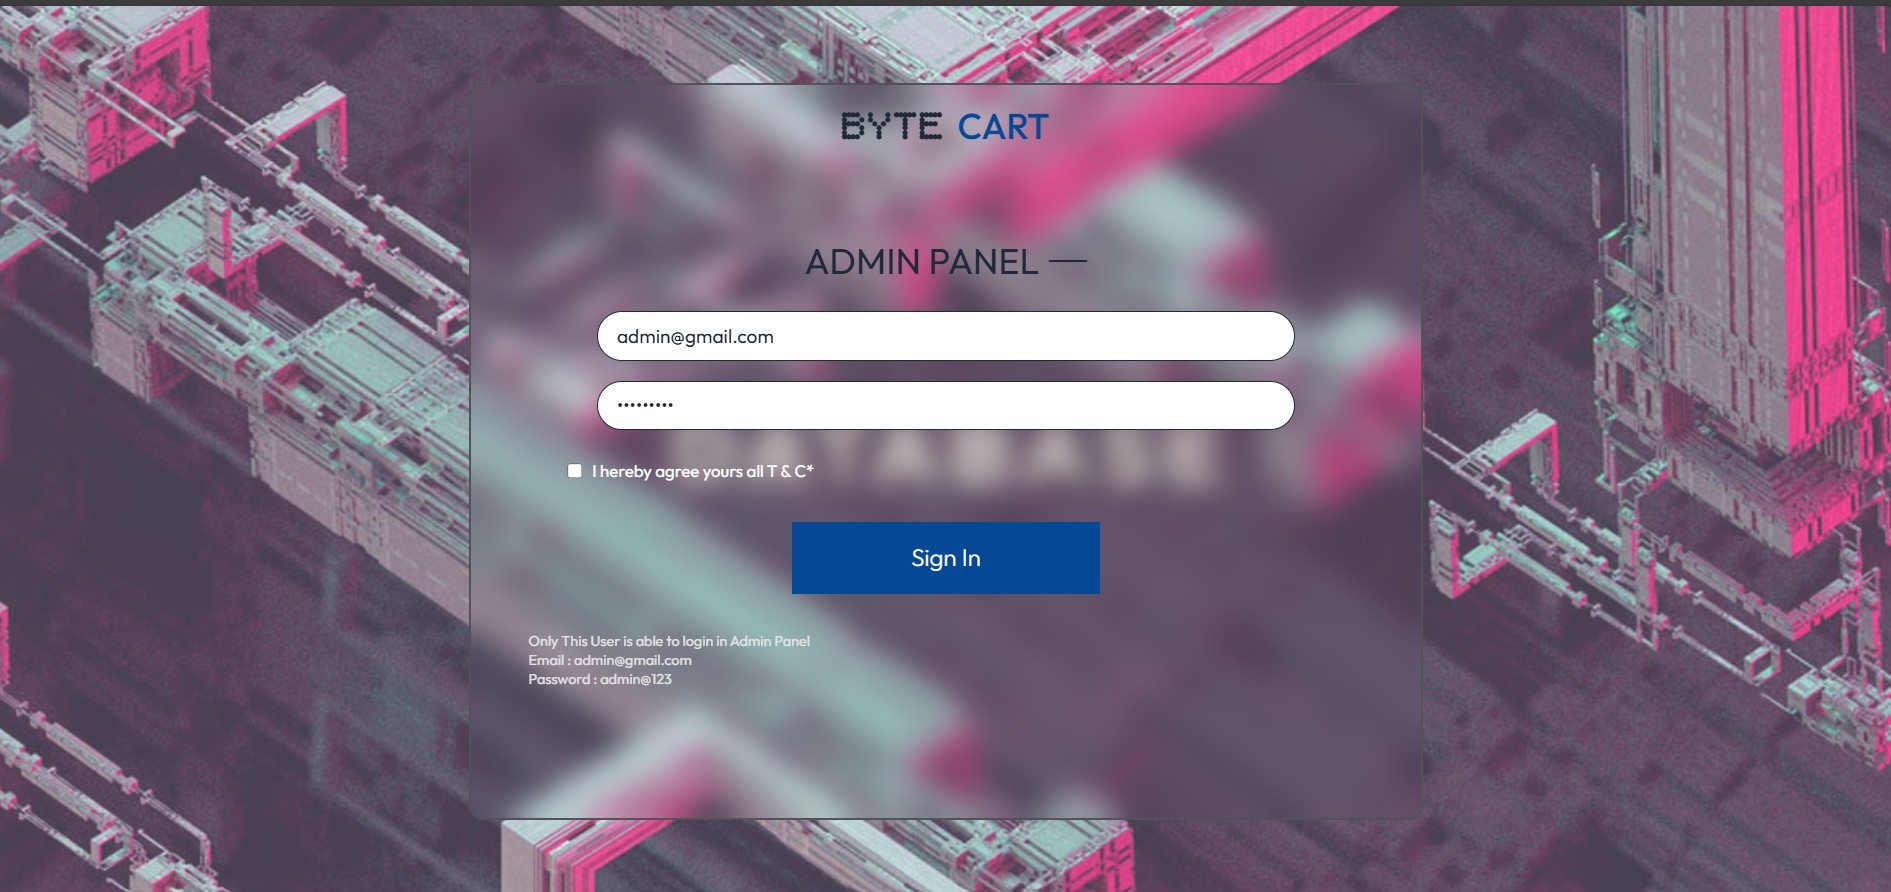 BYTE CART
ADMIN PANEL
admin@gmail.com
•••••••••
I hereby agree yours all T & C*
DATABASE
Sign In
Only This User is able to login in Admin Panel
Email : admin@gmail.com
Password : admin@123